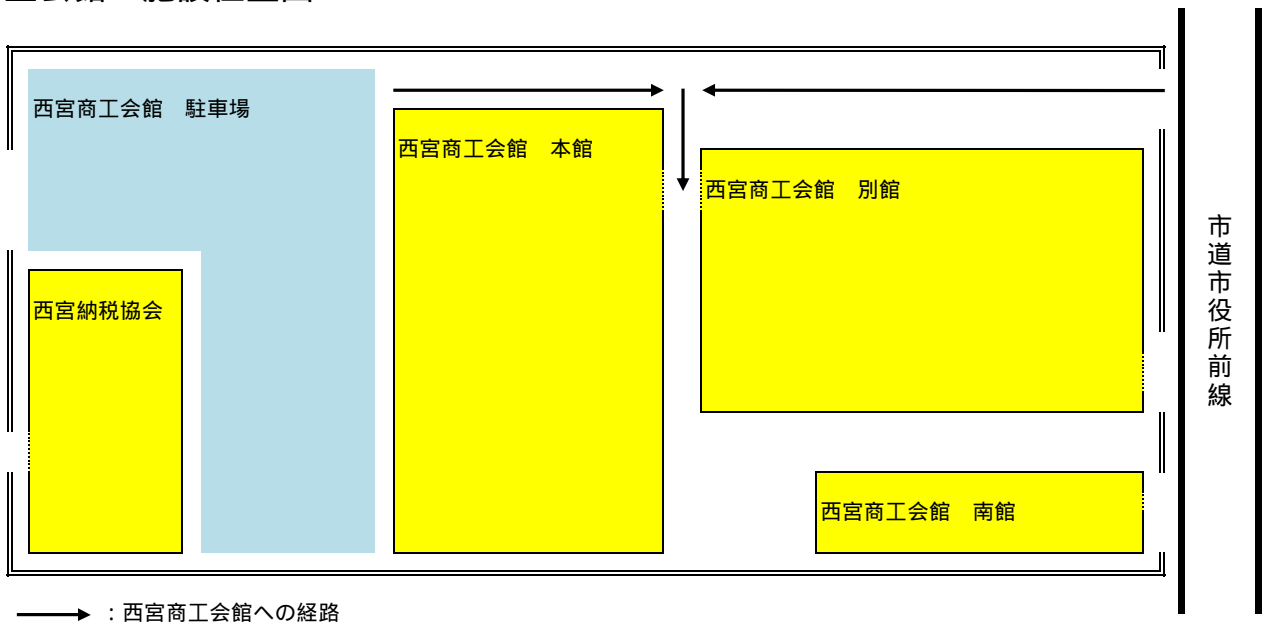 西宮商工会館　駐車場
西宮商工会館　本館
西宮商工会館　別館
市道市役所前線
西宮納税協会
西宮商工会館　南館
：西宮商工会館への経路